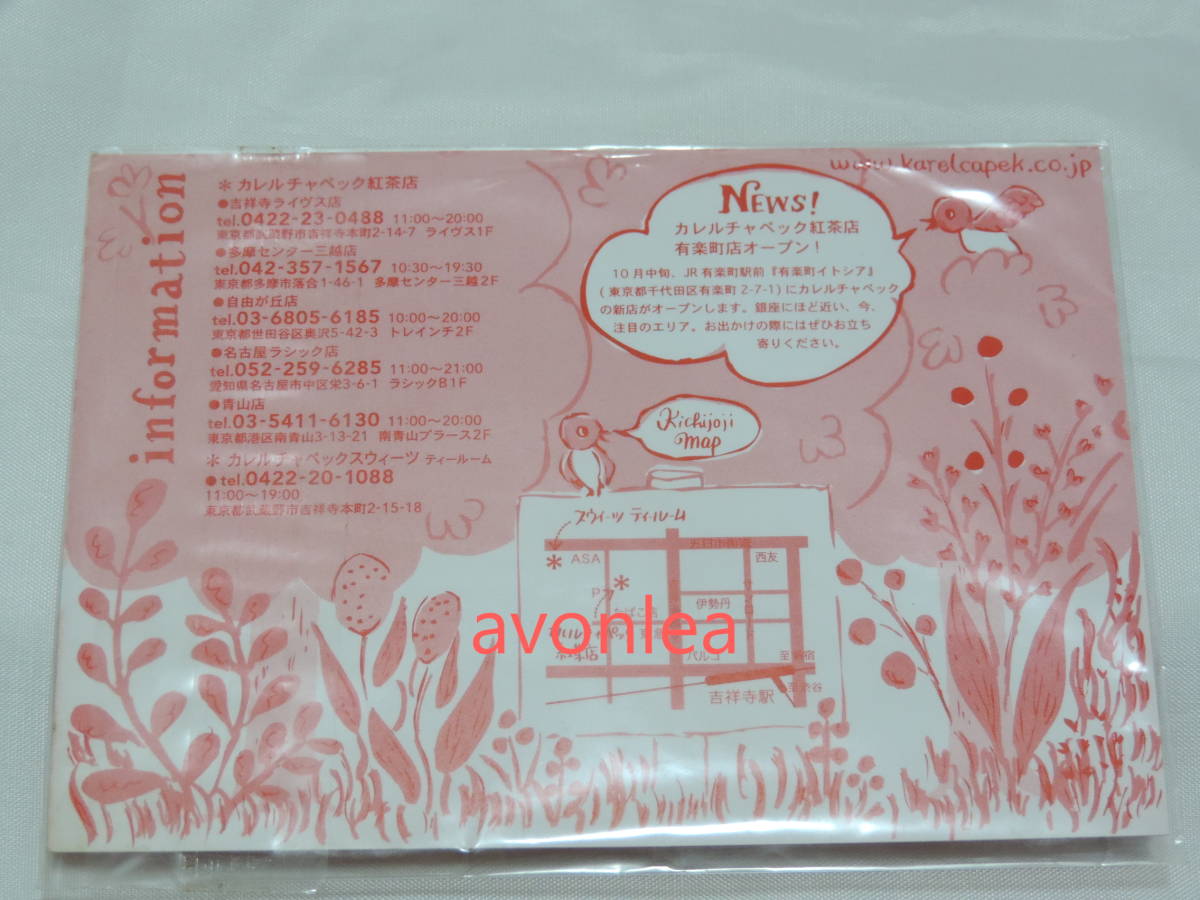 information
＊カレルチャペック紅茶店
●吉祥寺ライヴス店
tel.0422-23-0488 11:00〜20:00
東京都武蔵野市吉祥寺本町2-14-7 ライヴス1F
●多摩センター三越店
tel.042-357-1567 10:30〜19:30
東京都多摩市落合1-46-1 多摩センター三越2F
●自由が丘店
tel.03-6805-6185 10:00〜20:00
東京都世田谷区奥沢5-42-3 トレインチ2F
●名古屋ラシック店
tel.052-259-6285 11:00〜21:00
愛知県名古屋市中区栄3-6-1 ラシックB1F
●青山店
tel.03-5411-6130 11:00〜20:00
東京都港区南青山3-13-21 南青山プラース2F
＊カレルチャペックスウィーツ ティールーム
●tel.0422-20-1088
11:00〜19:00
東京都武蔵野市吉祥寺本町2-15-18
www.karelcapek.co.jp
NEWS!
カレルチャペック紅茶店
有楽町店オープン！
10月中旬、JR有楽町駅前『有楽町イトシア』
(東京都千代田区有楽町2-7-1)にカレルチャペック
の新店がオープンします。銀座にほど近い、今、
注目のエリア。お出かけの際にはぜひお立ち
寄りください。
Kichijoji
map
スウィーツ ティールーム
五日市街道
＊ ASA
西友
＊
P
伊勢丹
たばこ
avonlea
パルコ
至新宿
至渋谷
吉祥寺駅